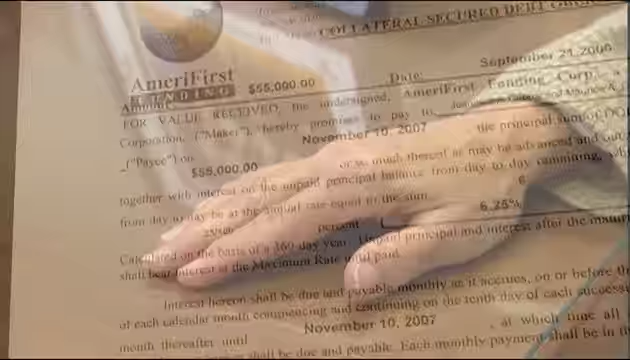 COLLATERAL SECURED DEBT
AmeriFirst
FUNDING
$55,000.00 Date: September 21, 2006
Amount
FOR VALUE RECEIVED, the undersigned, AmeriFirst Funding Corp.
Corporation, ("Maker"), hereby promises to pay to
("Payee") on November 10, 2007 the principal sum of
$55,000.00 or so much thereof as may be advanced and
together with interest on the unpaid principal balance from day to day remaining,
from day to day be at the annual rate equal to the sum 6
percent 6.25%
Calculated on the basis of a 360 day year. Unpaid principal and interest after the
shall bear interest at the Maximum Rate until paid.
Interest hereon shall be due and payable monthly as it accrues, on or before the
of each calendar month commencing and continuing on the tenth day of each
month thereafter until November 10, 2007, at which time all
shall be due and payable. Each monthly payment shall be in the